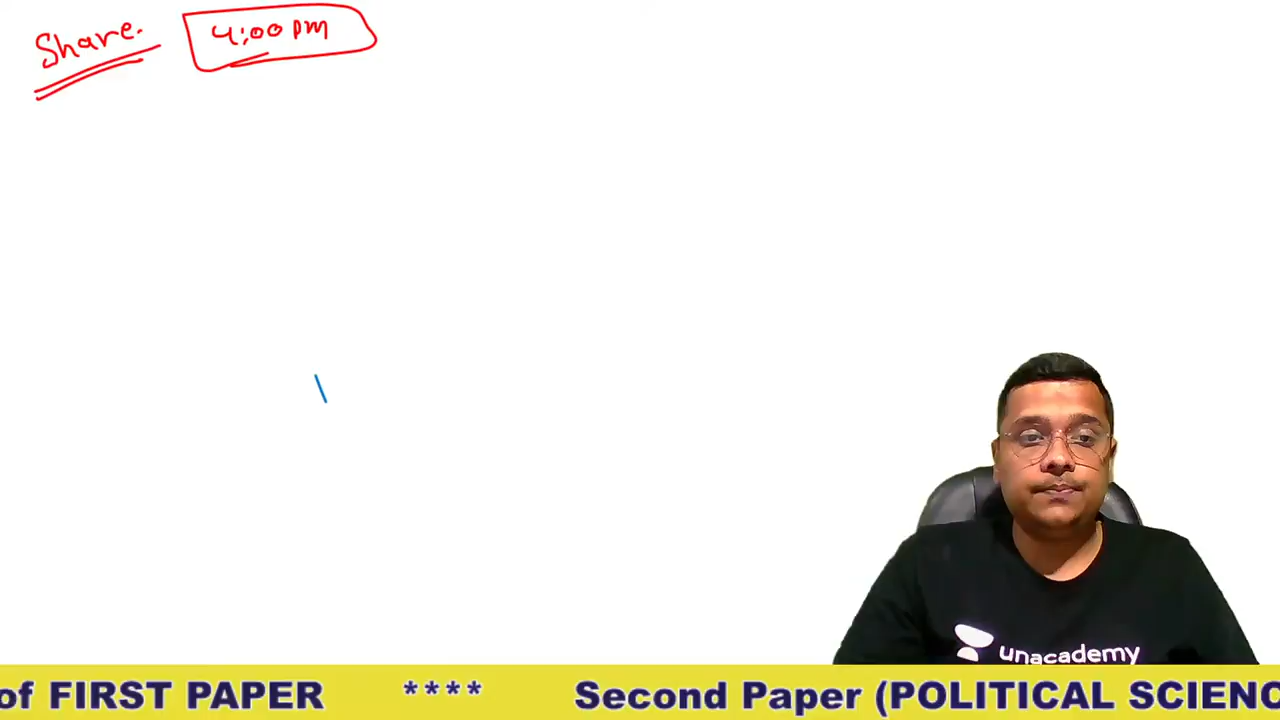 Share.
4:00 pm
unacademy
of FIRST PAPER **** Second Paper (POLITICAL SCIENC